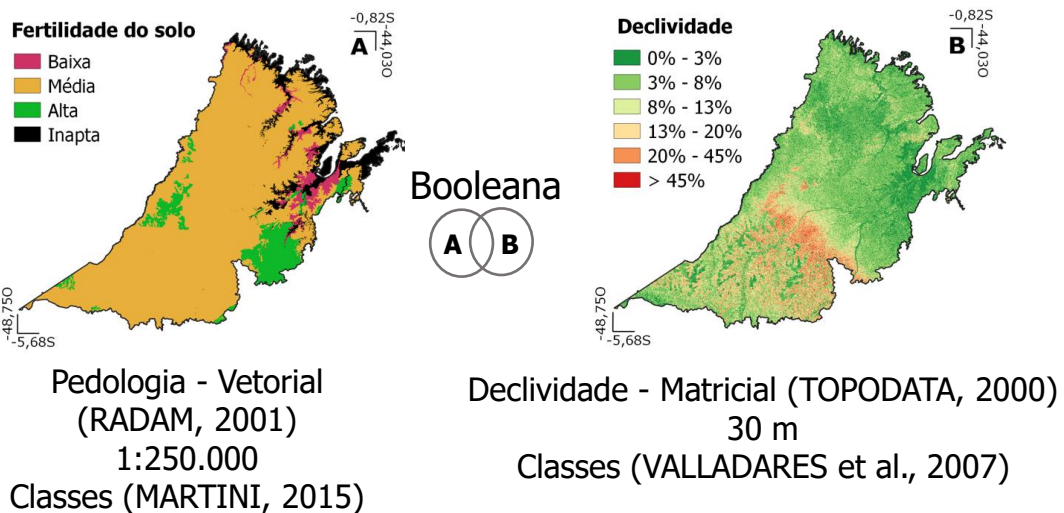 Fertilidade do solo
Baixa
Média
Alta
Inapta
A
-0,82S
-44,03O
-48,75O
-5,68S
Pedologia - Vetorial
(RADAM, 2001)
1:250.000
Classes (MARTINI, 2015)
Booleana
A B
Declividade
0% - 3%
3% - 8%
8% - 13%
13% - 20%
20% - 45%
> 45%
B
-0,82S
-44,03O
-48,75O
-5,68S
Declividade - Matricial (TOPODATA, 2000)
30 m
Classes (VALLADARES et al., 2007)